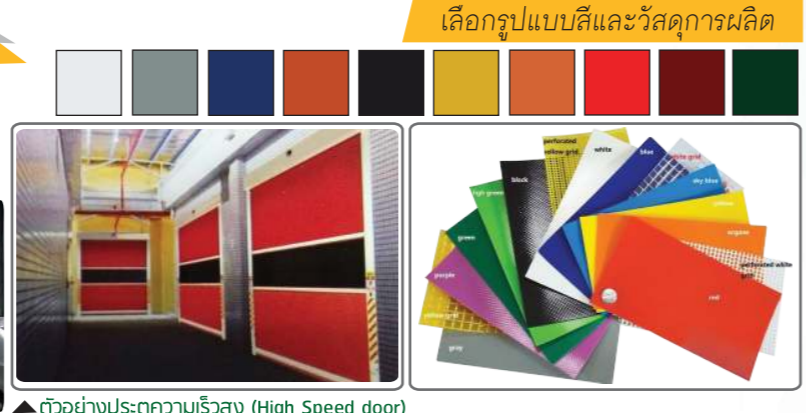 เลือกรูปแบบสีและวัสดุการผลิต
perforated
yellow grid
white
blue
white grid
sky blue
yellow
organe
perforated white
grid
red
black
high green
green
purple
yellow grid
gray
ตัวอย่างประตูความเร็วสูง (High Speed door)